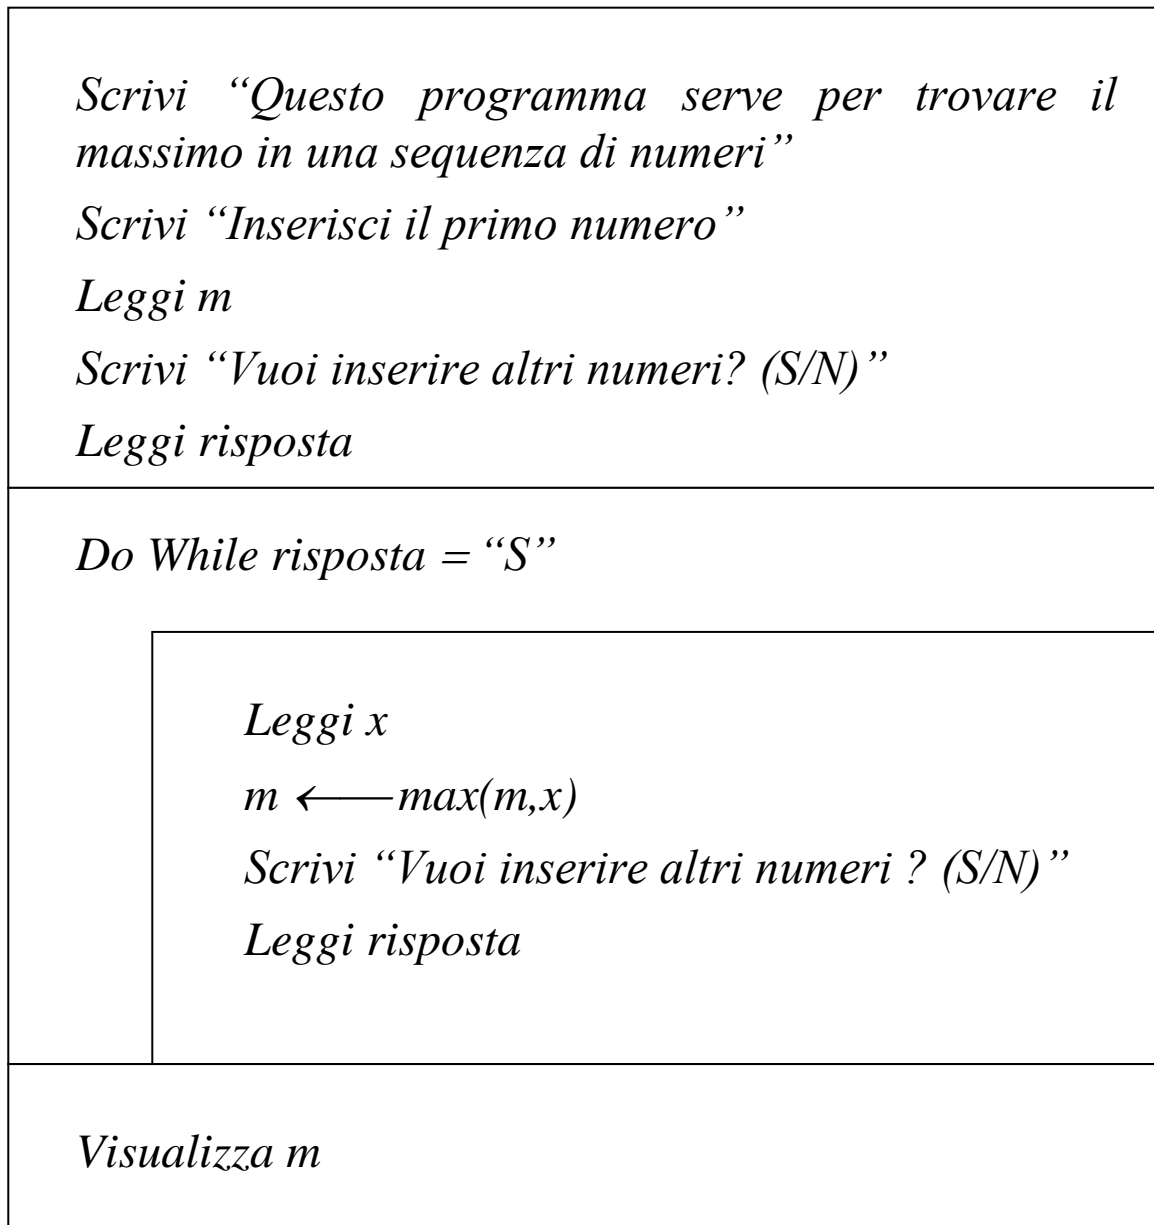 Scrivi “Questo programma serve per trovare il
massimo in una sequenza di numeri”
Scrivi “Inserisci il primo numero”
Leggi m
Scrivi “Vuoi inserire altri numeri? (S/N)”
Leggi risposta
Do While risposta = “S”
Leggi x
m ⟵ max(m,x)
Scrivi “Vuoi inserire altri numeri ? (S/N)”
Leggi risposta
Visualizza m